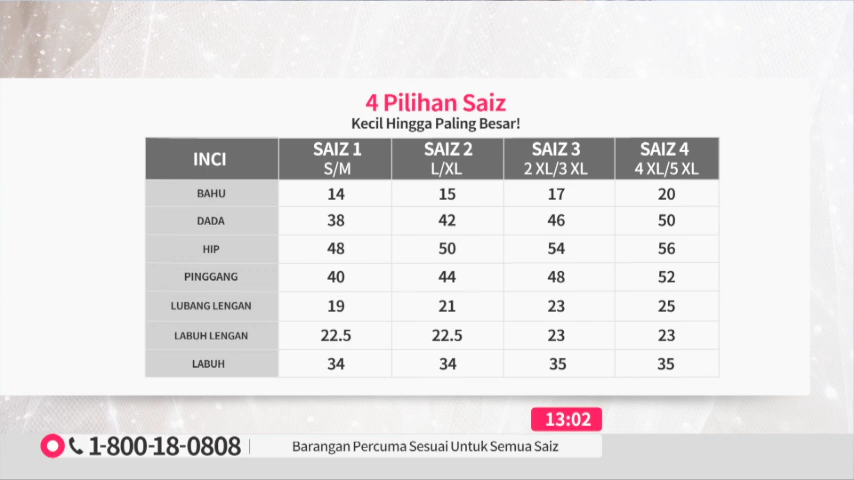 4 Pilihan Saiz
Kecil Hingga Paling Besar!
INCI SAIZ 1 S/M SAIZ 2 L/XL SAIZ 3 2 XL/3 XL SAIZ 4 4 XL/5 XL
BAHU 14 15 17 20
DADA 38 42 46 50
HIP 48 50 54 56
PINGGANG 40 44 48 52
LUBANG LENGAN 19 21 23 25
LABUH LENGAN 22.5 22.5 23 23
LABUH 34 34 35 35
13:02
1-800-18-0808 Barangan Percuma Sesuai Untuk Semua Saiz